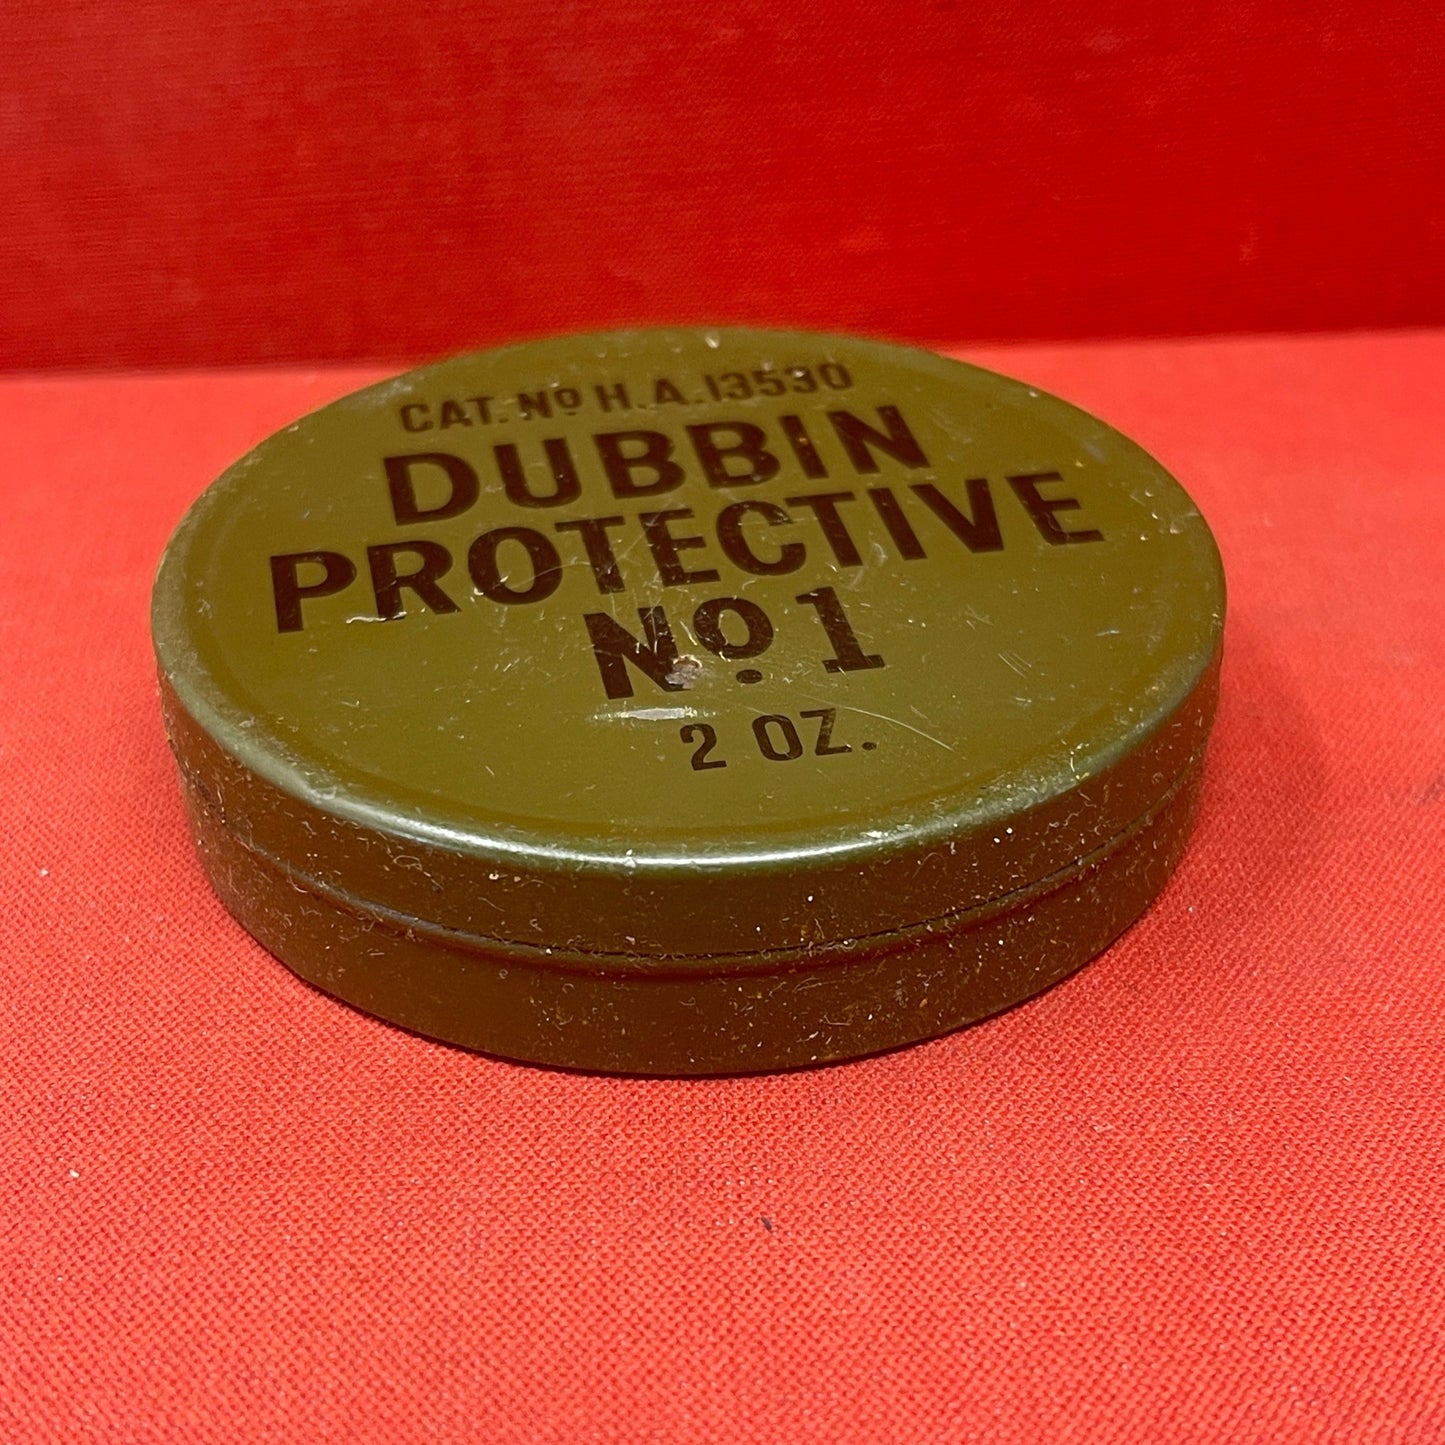 CAT. Nº H.A.13530
DUBBIN
PROTECTIVE
Nº 1
2 OZ.